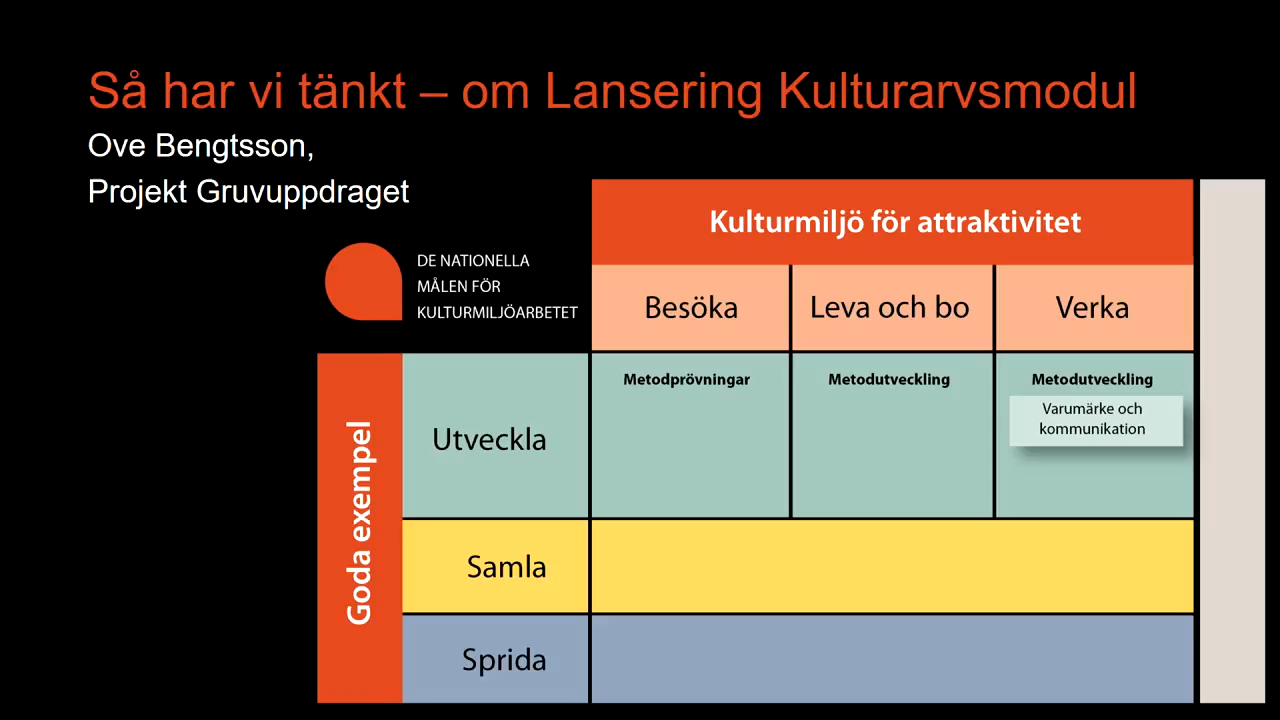 Så har vi tänkt – om Lansering Kulturarvsmodul
Ove Bengtsson,
Projekt Gruvuppdraget
DE NATIONELLA
MÅLEN FÖR
KULTURMILJÖARBETET
Kulturmiljö för attraktivitet
Besöka
Leva och bo
Verka
Goda exempel
Utveckla
Metodprövningar
Metodutveckling
Metodutveckling
Varumärke och
kommunikation
Samla
Sprida